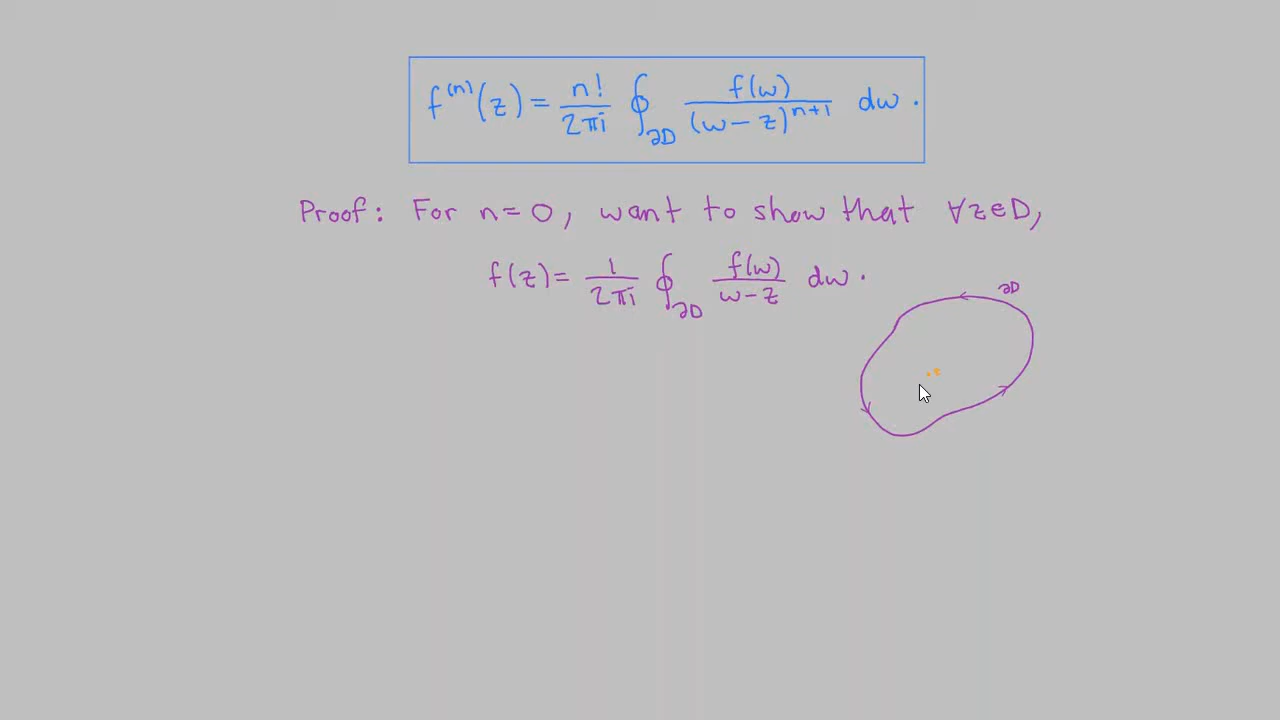 f⁽ⁿ⁾(z) = n!/2πi ∮_∂D f(w)/(w−z)ⁿ⁺¹ dw.
Proof: For n=0, want to show that ∀z∈D,
f(z) = 1/2πi ∮_∂D f(w)/w−z dw.
∂D
z